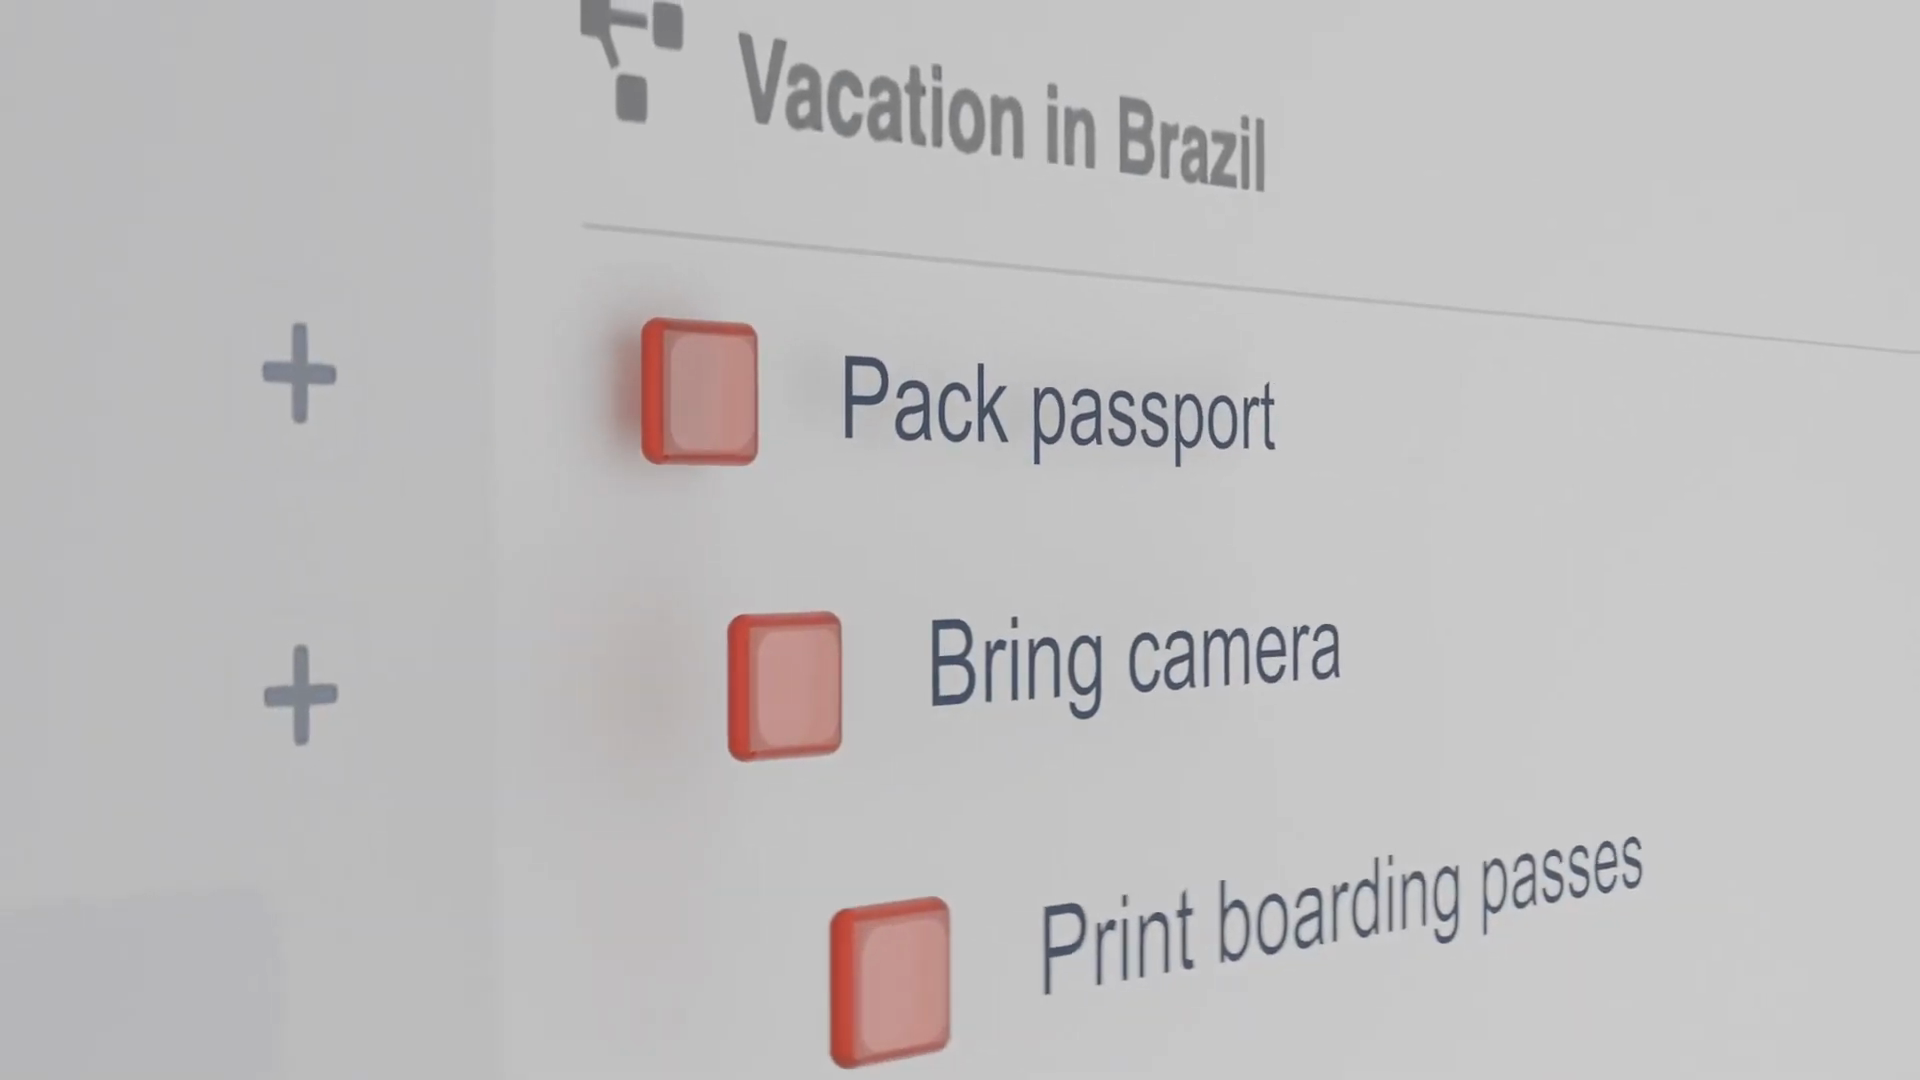 Vacation in Brazil
Pack passport
Bring camera
Print boarding passes